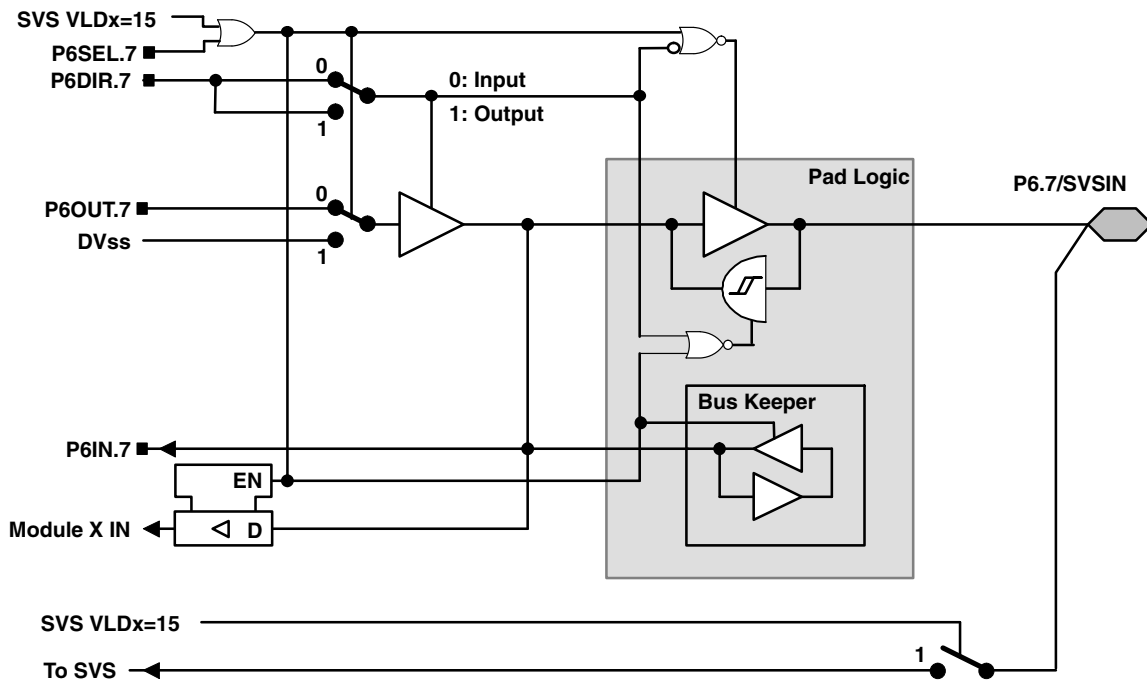 SVS VLDx=15
P6SEL.7
P6DIR.7
0
0: Input
1: Output
1
Pad Logic
P6.7/SVSIN
P6OUT.7
0
DVss
1
Bus Keeper
P6IN.7
EN
Module X IN
D
SVS VLDx=15
1
To SVS